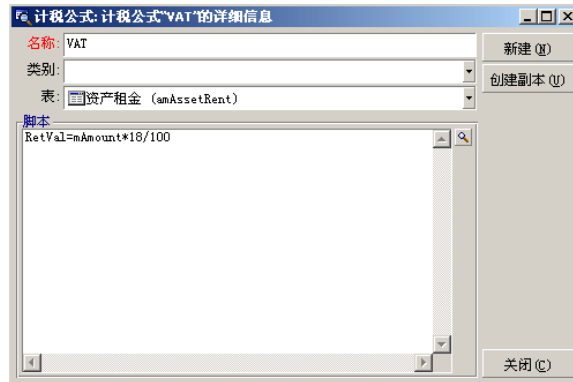 计税公式: 计税公式"VAT"的详细信息
名称: VAT
新建(N)
类别:
创建副本(U)
表: 资产租金 (amAssetRent)
脚本
RetVal=mAmount*18/100
关闭(C)